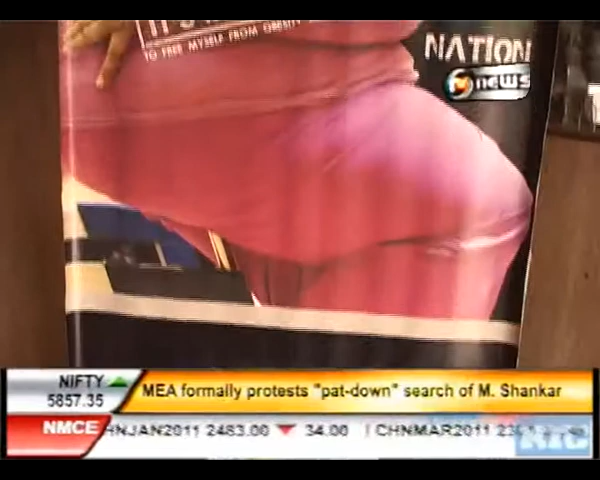 TO FREE MYSELF FROM OBESITY
NATION
news
NIFTY
5857.35
MEA formally protests "pat-down" search of M. Shankar
NMCE
HNJAN2011 2483.00 34.00 | CHNMAR2011